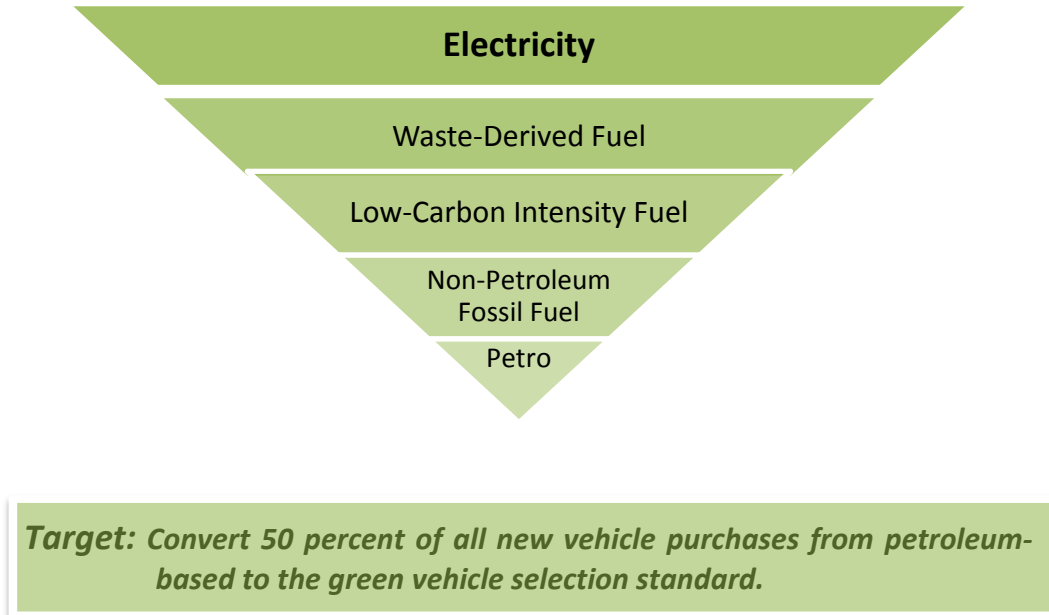 Electricity
Waste-Derived Fuel
Low-Carbon Intensity Fuel
Non-Petroleum
Fossil Fuel
Petro
Target: Convert 50 percent of all new vehicle purchases from petroleum-
based to the green vehicle selection standard.